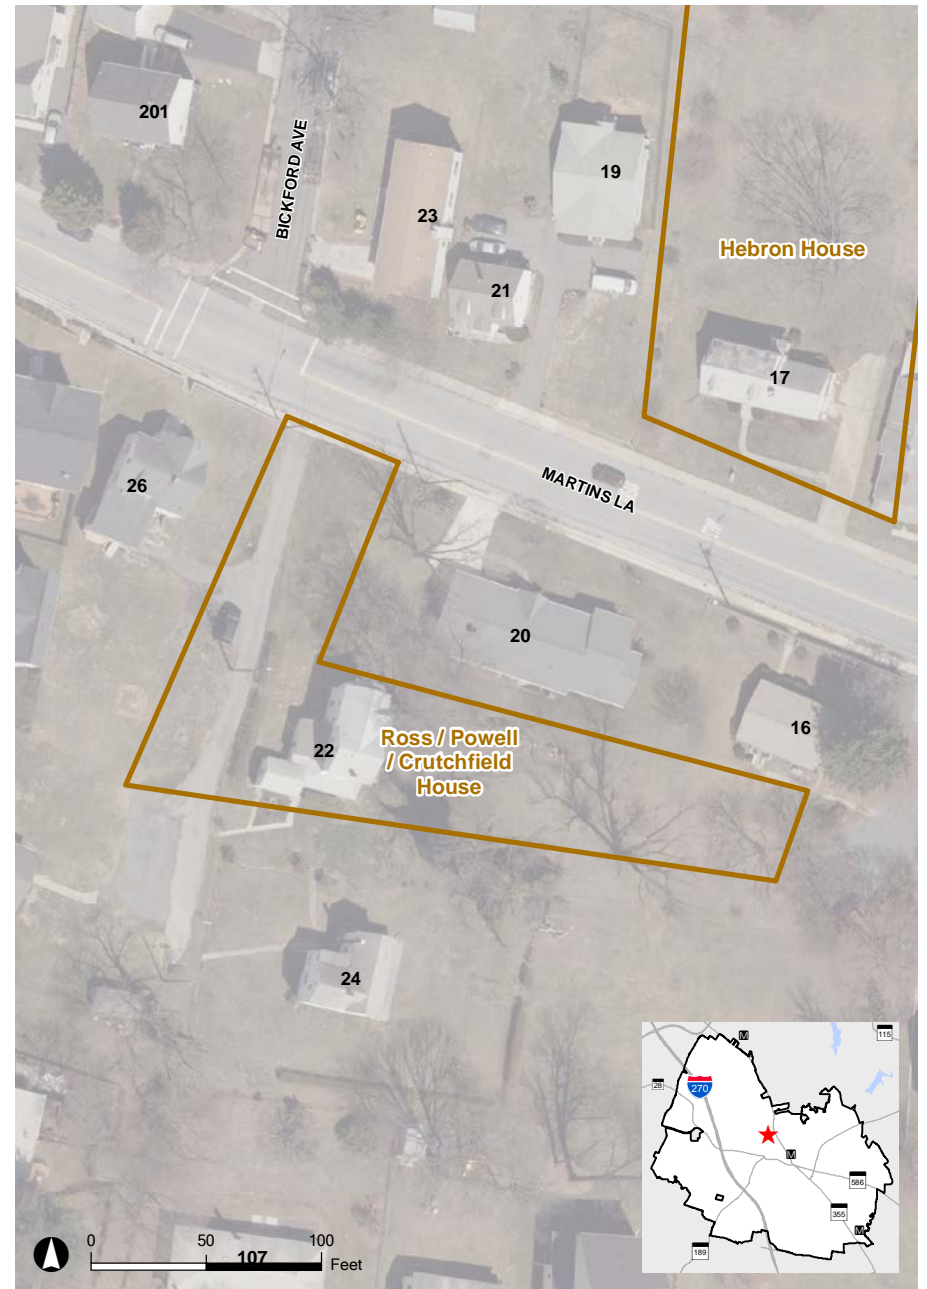 201
BICKFORD AVE
23
19
21
Hebron House
17
MARTINS LA
26
20
16
22
Ross / Powell
/ Crutchfield
House
24
115
M
28
270
M
586
355
M
189
0
50
100
107
Feet